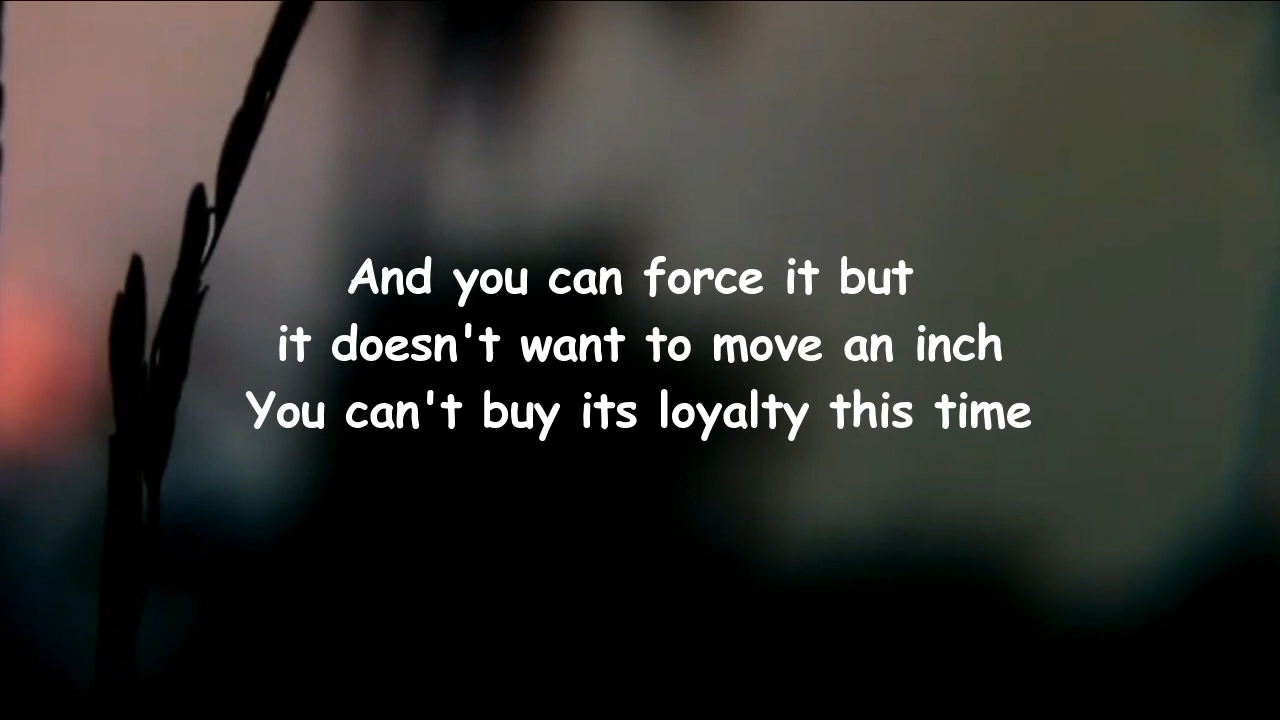 And you can force it but
it doesn't want to move an inch
You can't buy its loyalty this time